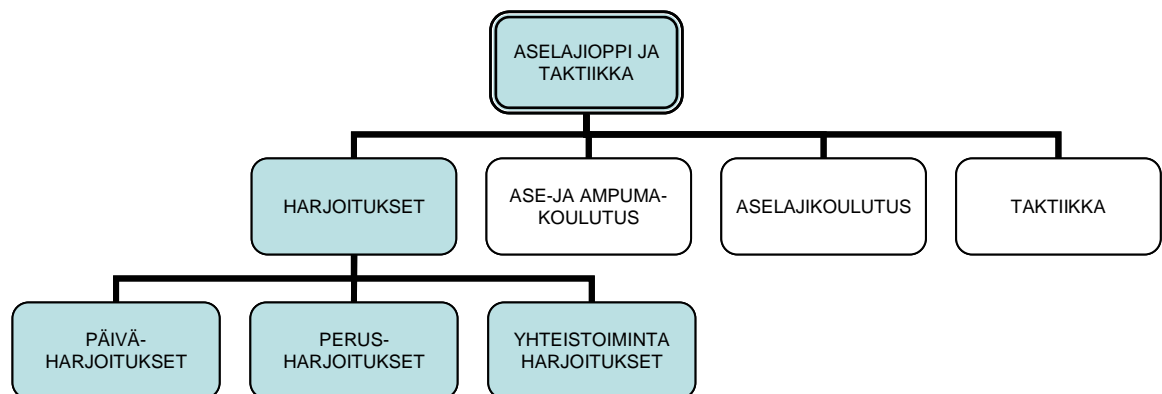 ASELAJIOPPI JA
TAKTIIKKA
HARJOITUKSET
ASE-JA AMPUMA-
KOULUTUS
ASELAJIKOULUTUS
TAKTIIKKA
PÄIVÄ-
HARJOITUKSET
PERUS-
HARJOITUKSET
YHTEISTOIMINTA
HARJOITUKSET